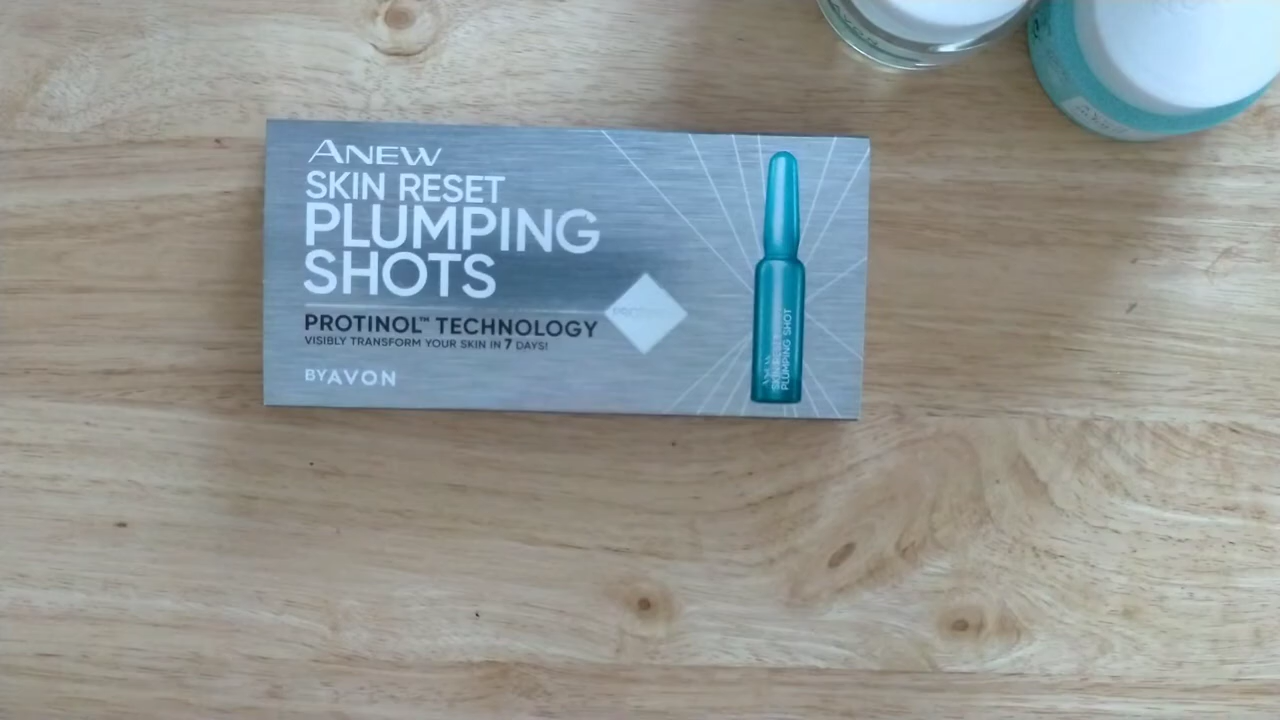 ANEW
SKIN RESET
PLUMPING
SHOTS
PROTINOL™ TECHNOLOGY
VISIBLY TRANSFORM YOUR SKIN IN 7 DAYS!
BY AVON
ANEW
SKIN RESET
PLUMPING SHOT